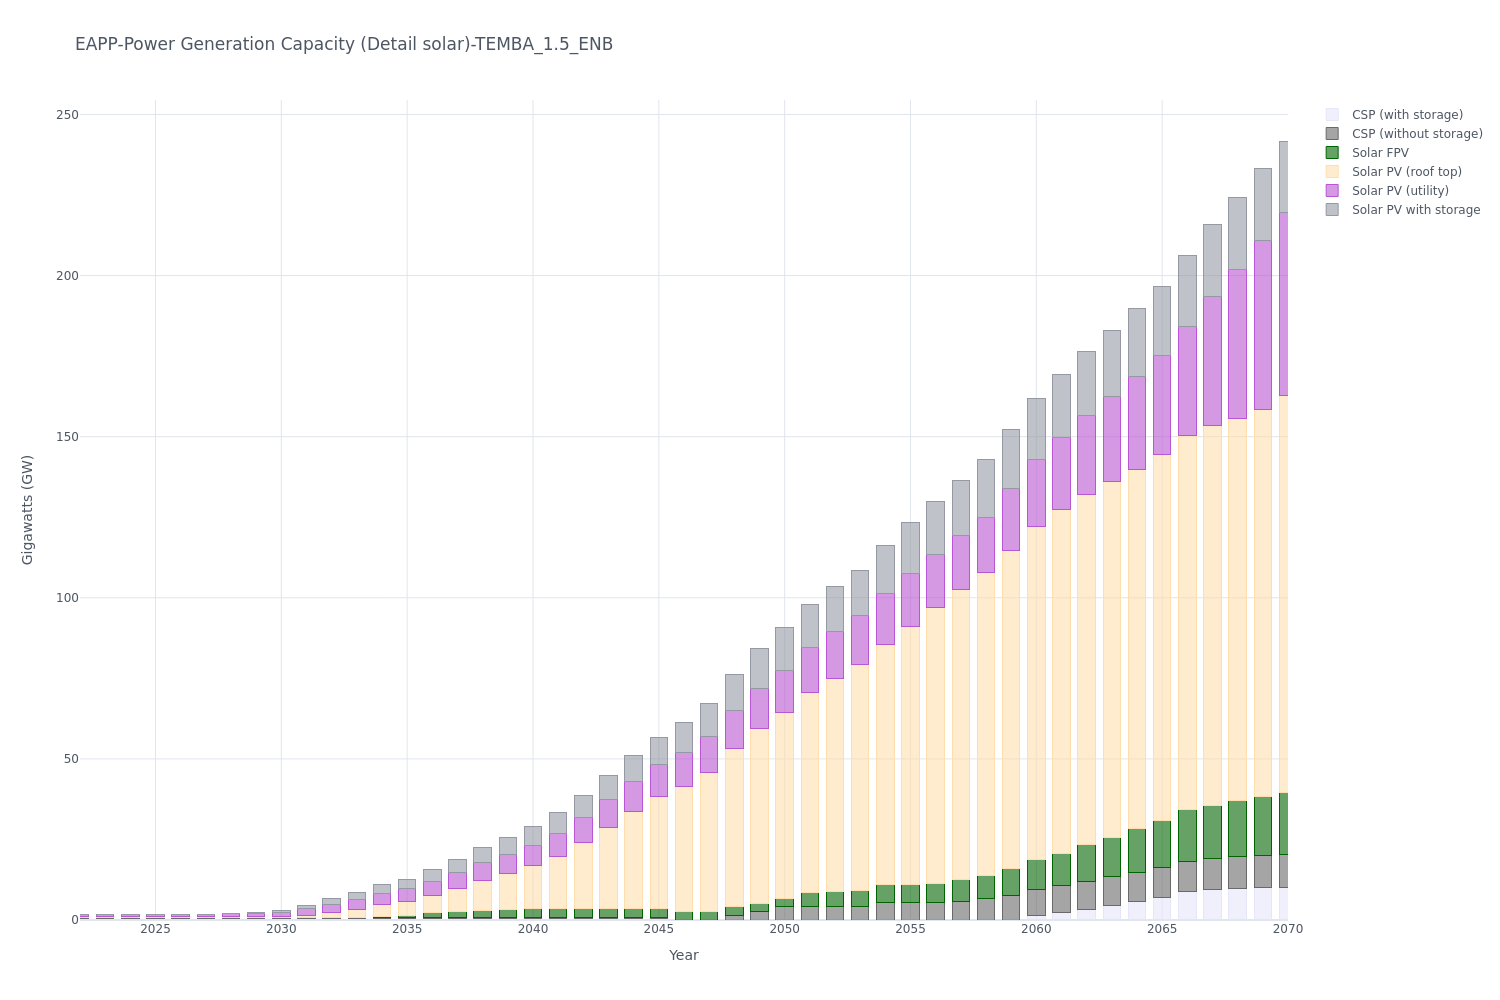 EAPP-Power Generation Capacity (Detail solar)-TEMBA_1.5_ENB
250
200
150
100
50
0
Gigawatts (GW)
2025
2030
2035
2040
2045
2050
2055
2060
2065
2070
Year
CSP (with storage)
CSP (without storage)
Solar FPV
Solar PV (roof top)
Solar PV (utility)
Solar PV with storage